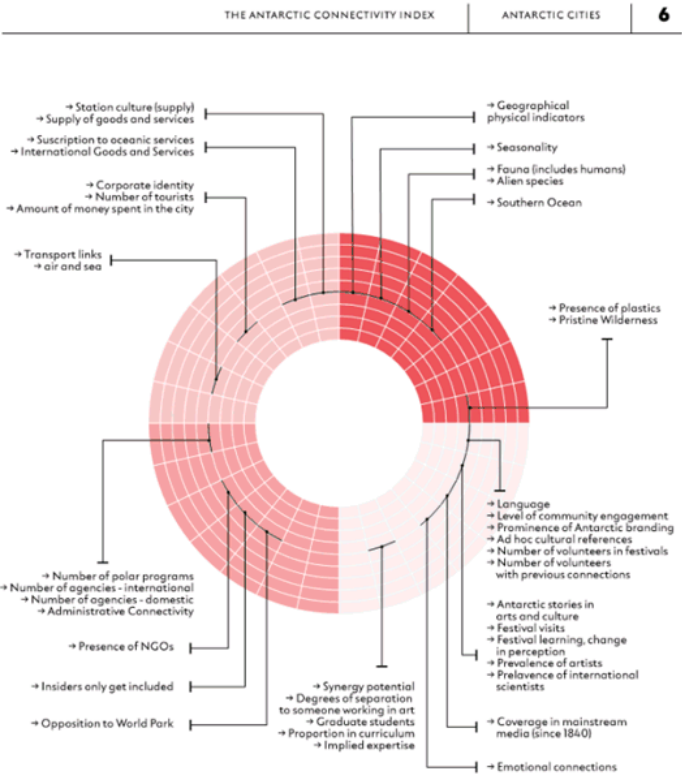 THE ANTARCTIC CONNECTIVITY INDEX
ANTARCTIC CITIES
6
→ Station culture (supply)
→ Supply of goods and services
→ Suscription to oceanic services
→ International Goods and Services
→ Corporate identity
→ Number of tourists
→ Amount of money spent in the city
→ Transport links
→ air and sea
→ Geographical
physical indicators
→ Seasonality
→ Fauna (includes humans)
→ Alien species
→ Southern Ocean
→ Presence of plastics
→ Pristine Wilderness
→ Language
→ Level of community engagement
→ Prominence of Antarctic branding
→ Ad hoc cultural references
→ Number of volunteers in festivals
→ Number of volunteers
with previous connections
→ Antarctic stories in
arts and culture
→ Festival visits
→ Festival learning, change
in perception
→ Prevalence of artists
→ Prelavence of international
scientists
→ Coverage in mainstream
media (since 1840)
→ Emotional connections
→ Number of polar programs
→ Number of agencies - international
→ Number of agencies - domestic
→ Administrative Connectivity
→ Presence of NGOs
→ Insiders only get included
→ Opposition to World Park
→ Synergy potential
→ Degrees of separation
to someone working in art
→ Graduate students
→ Proportion in curriculum
→ Implied expertise